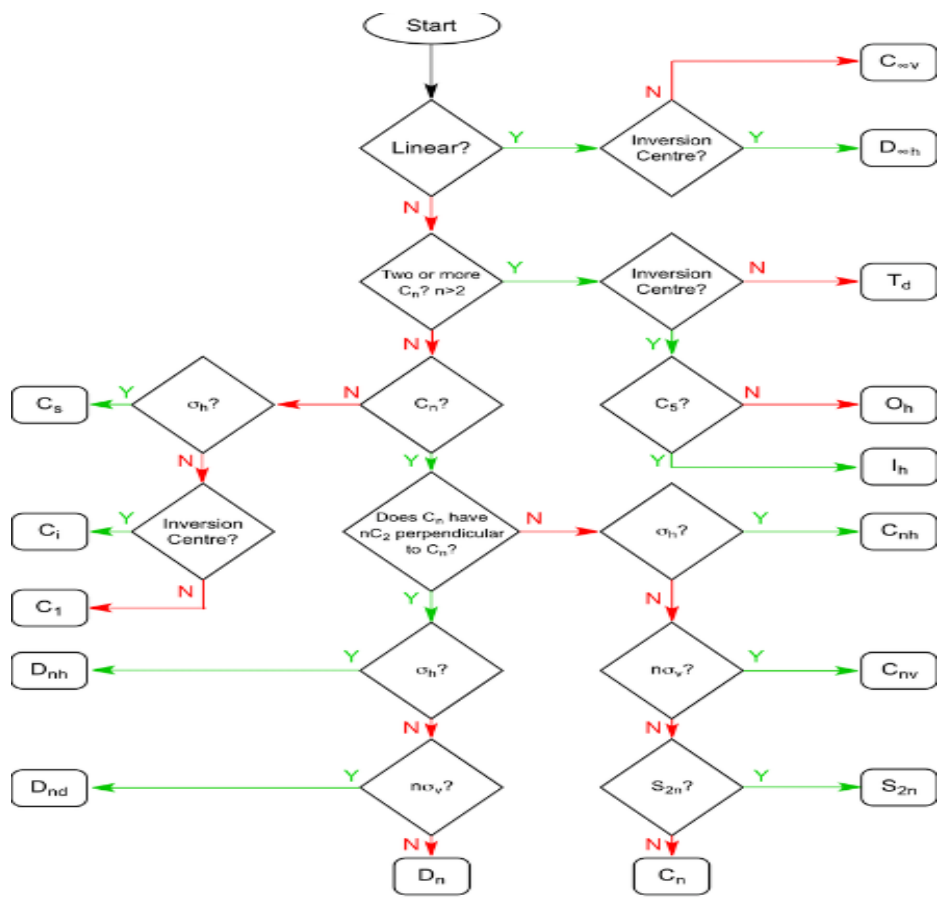 Start
C∞v
N
Linear?
Y
Inversion
Centre?
Y
D∞h
N
Two or more
Cn? n>2
Y
Inversion
Centre?
N
Td
N
Y
Cs
Y
σh?
N
Cn?
C5?
N
Oh
N
Y
Y
Ih
Ci
Y
Inversion
Centre?
Does Cn have
nC2 perpendicular
to Cn?
N
σh?
Y
Cnh
N
C1
Y
N
Dnh
Y
σh?
nσv?
Y
Cnv
N
N
Dnd
Y
nσv?
S2n?
Y
S2n
N
N
Dn
Cn